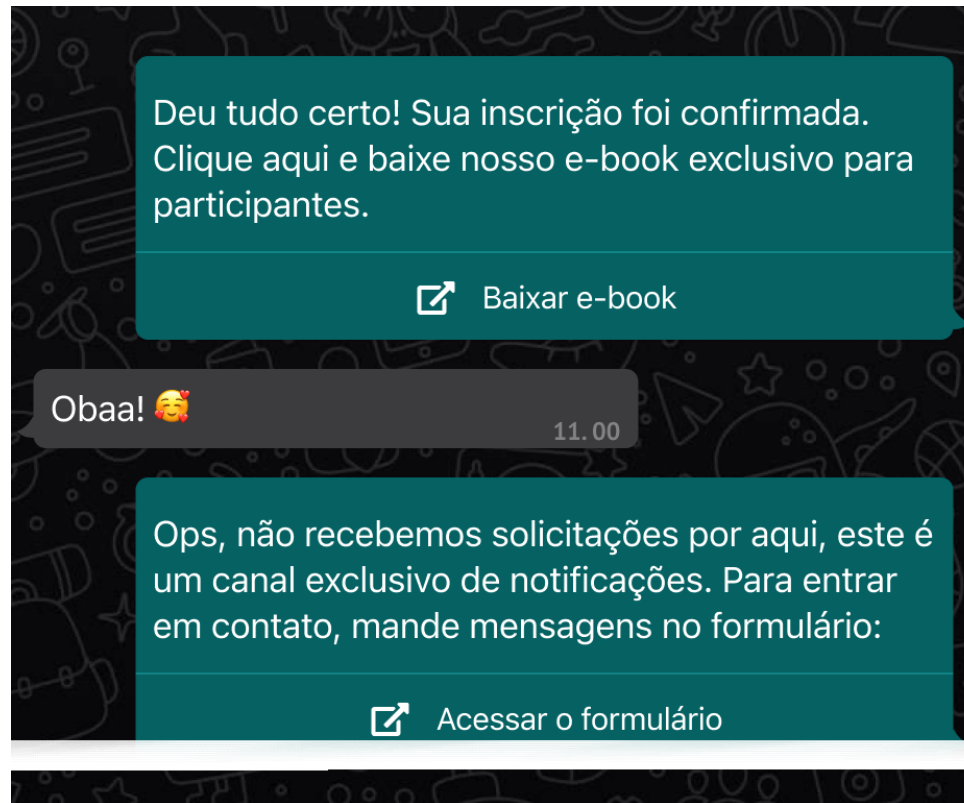 Deu tudo certo! Sua inscrição foi confirmada.
Clique aqui e baixe nosso e-book exclusivo para
participantes.
Baixar e-book
Obaa! 🥰
11.00
Ops, não recebemos solicitações por aqui, este é
um canal exclusivo de notificações. Para entrar
em contato, mande mensagens no formulário:
Acessar o formulário